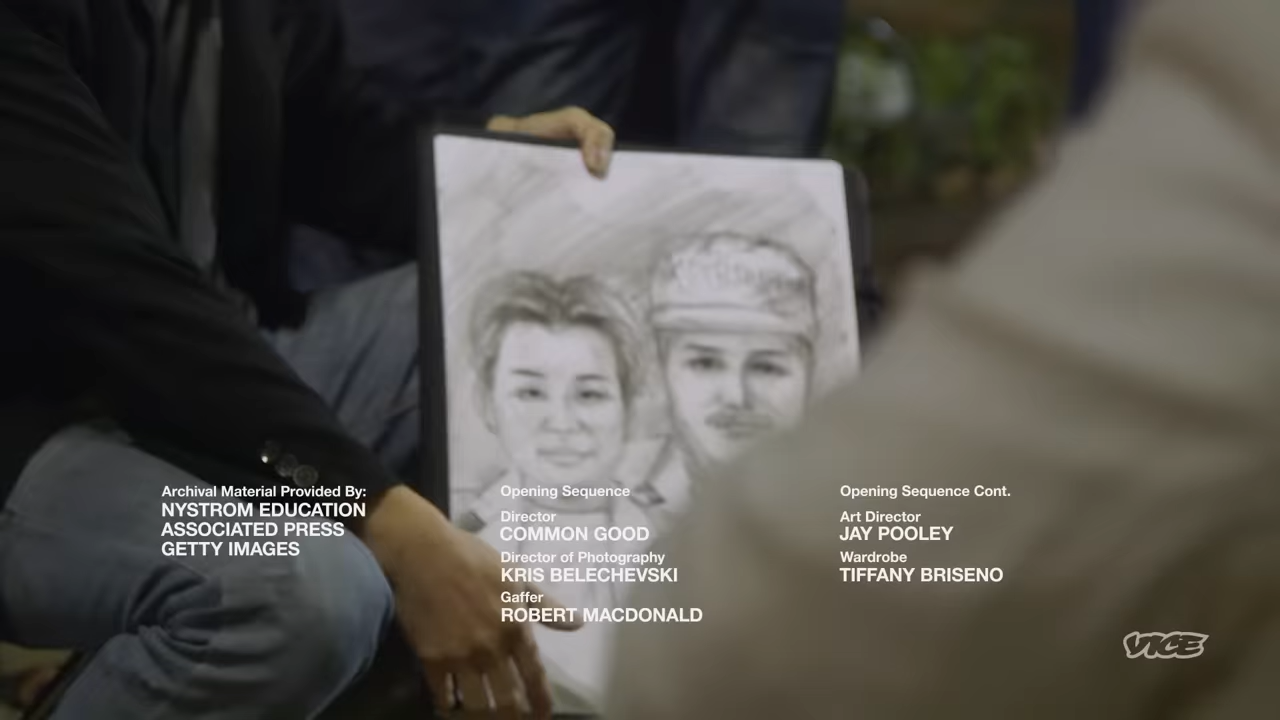 Archival Material Provided By:
NYSTROM EDUCATION
ASSOCIATED PRESS
GETTY IMAGES
Opening Sequence
Director
COMMON GOOD
Director of Photography
KRIS BELECHEVSKI
Gaffer
ROBERT MACDONALD
Opening Sequence Cont.
Art Director
JAY POOLEY
Wardrobe
TIFFANY BRISENO
VICE